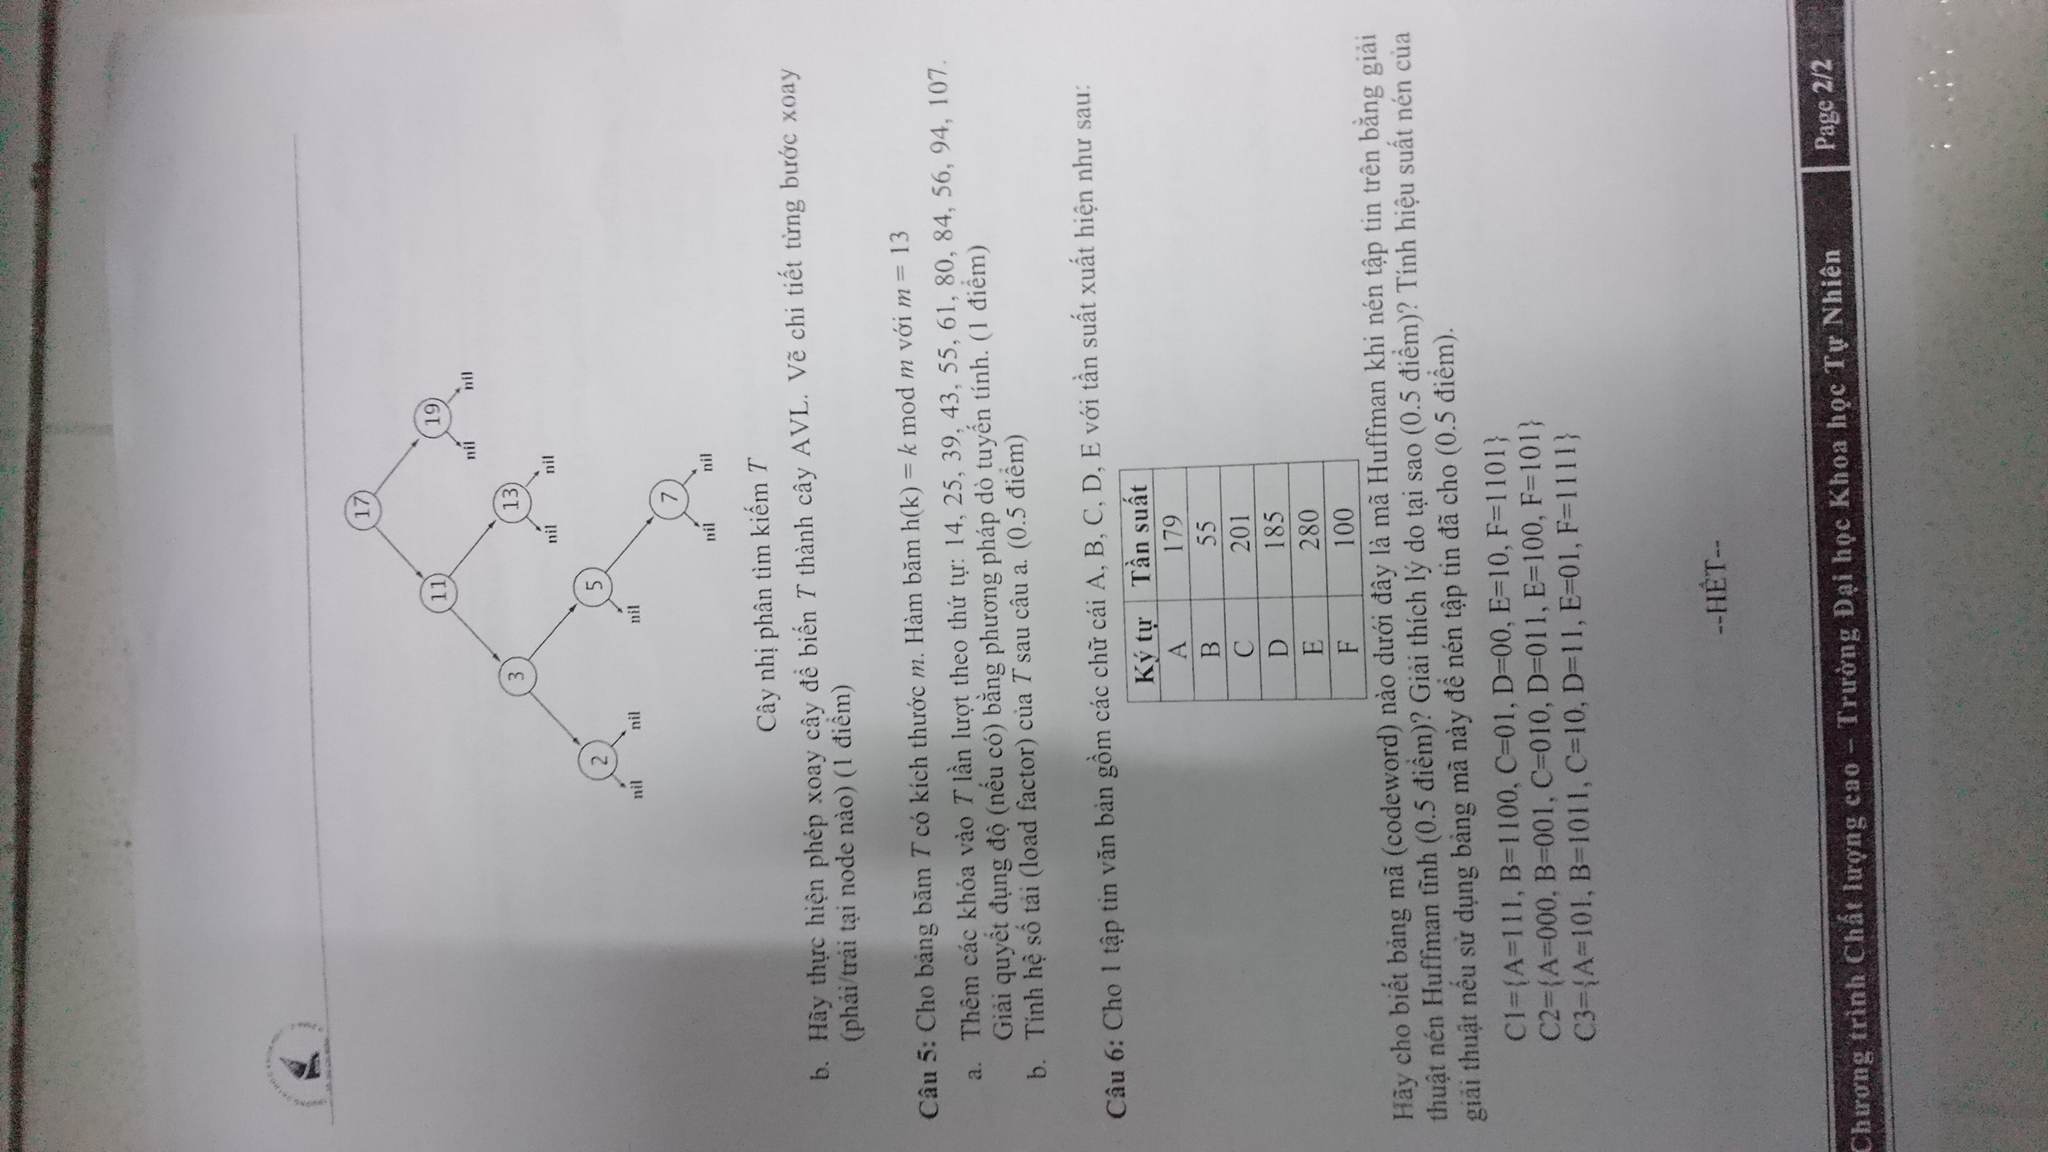 17
11
19
nil nil
3
13
nil nil
2
5
nil nil nil
7
nil nil
Cây nhị phân tìm kiếm T
b. Hãy thực hiện phép xoay cây để biến T thành cây AVL. Vẽ chi tiết từng bước xoay
(phải/trái tại node nào) (1 điểm)
Câu 5: Cho bảng băm T có kích thước m. Hàm băm h(k) = k mod m với m = 13
a. Thêm các khóa vào T lần lượt theo thứ tự: 14, 25, 39, 43, 55, 61, 80, 84, 56, 94, 107.
Giải quyết đụng độ (nếu có) bằng phương pháp dò tuyến tính. (1 điểm)
b. Tính hệ số tải (load factor) của T sau câu a. (0.5 điểm)
Câu 6: Cho 1 tập tin văn bản gồm các chữ cái A, B, C, D, E với tần suất xuất hiện như sau:
Ký tự Tần suất
A 179
B 55
C 201
D 185
E 280
F 100
Hãy cho biết bảng mã (codeword) nào dưới đây là mã Huffman khi nén tập tin trên bằng giải
thuật nén Huffman tĩnh (0.5 điểm)? Giải thích lý do tại sao (0.5 điểm)? Tính hiệu suất nén của
giải thuật nếu sử dụng bảng mã này để nén tập tin đã cho (0.5 điểm).
C1={A=111, B=1100, C=01, D=00, E=10, F=1101}
C2={A=000, B=001, C=010, D=011, E=100, F=101}
C3={A=101, B=1011, C=10, D=11, E=01, F=1111}
--HẾT--
Chương trình Chất lượng cao – Trường Đại học Khoa học Tự Nhiên Page 2/2